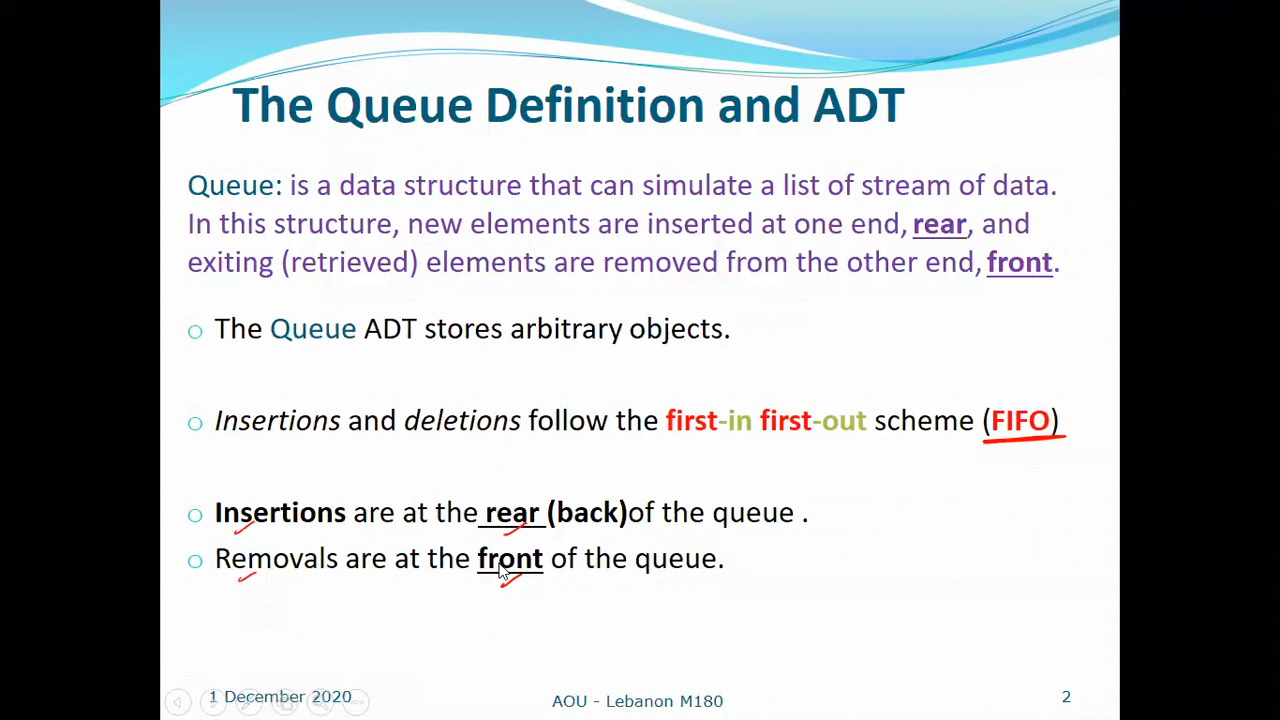 The Queue Definition and ADT
Queue: is a data structure that can simulate a list of stream of data.
In this structure, new elements are inserted at one end, rear, and
exiting (retrieved) elements are removed from the other end, front.
The Queue ADT stores arbitrary objects.
Insertions and deletions follow the first-in first-out scheme (FIFO)
Insertions are at the rear (back)of the queue .
Removals are at the front of the queue.
1 December 2020
AOU - Lebanon M180
2